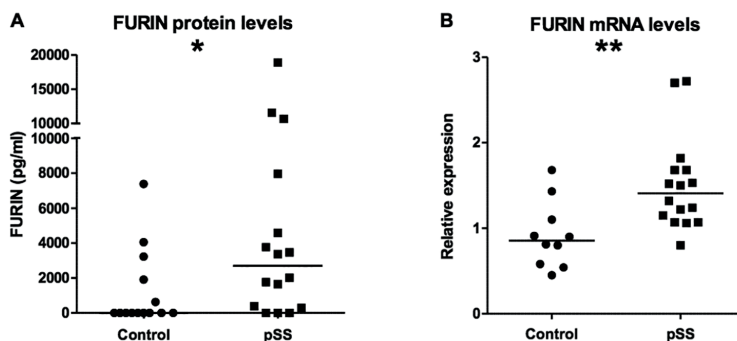 A
FURIN protein levels
*
20000
15000
10000
10000
8000
6000
4000
2000
0
FURIN (pg/ml)
Control
pSS
B
FURIN mRNA levels
**
3
2
1
0
Relative expression
Control
pSS